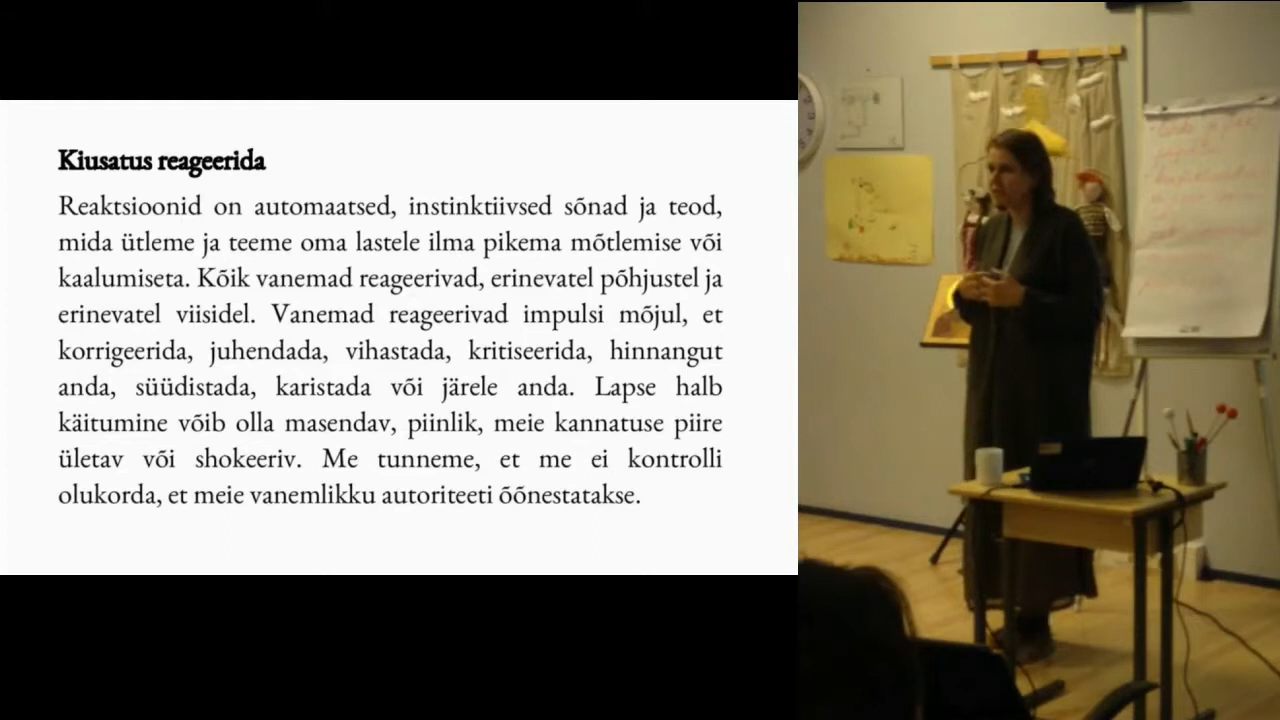 Kiusatus reageerida
Reaktsioonid on automaatsed, instinktiivsed sõnad ja teod,
mida ütleme ja teeme oma lastele ilma pikema mõtlemise või
kaalumiseta. Kõik vanemad reageerivad, erinevatel põhjustel ja
erinevatel viisidel. Vanemad reageerivad impulsi mõjul, et
korrigeerida, juhendada, vihastada, kritiseerida, hinnangut
anda, süüdistada, karistada või järele anda. Lapse halb
käitumine võib olla masendav, piinlik, meie kannatuse piire
ületav või shokeeriv. Me tunneme, et me ei kontrolli
olukorda, et meie vanemlikku autoriteeti õõnestatakse.